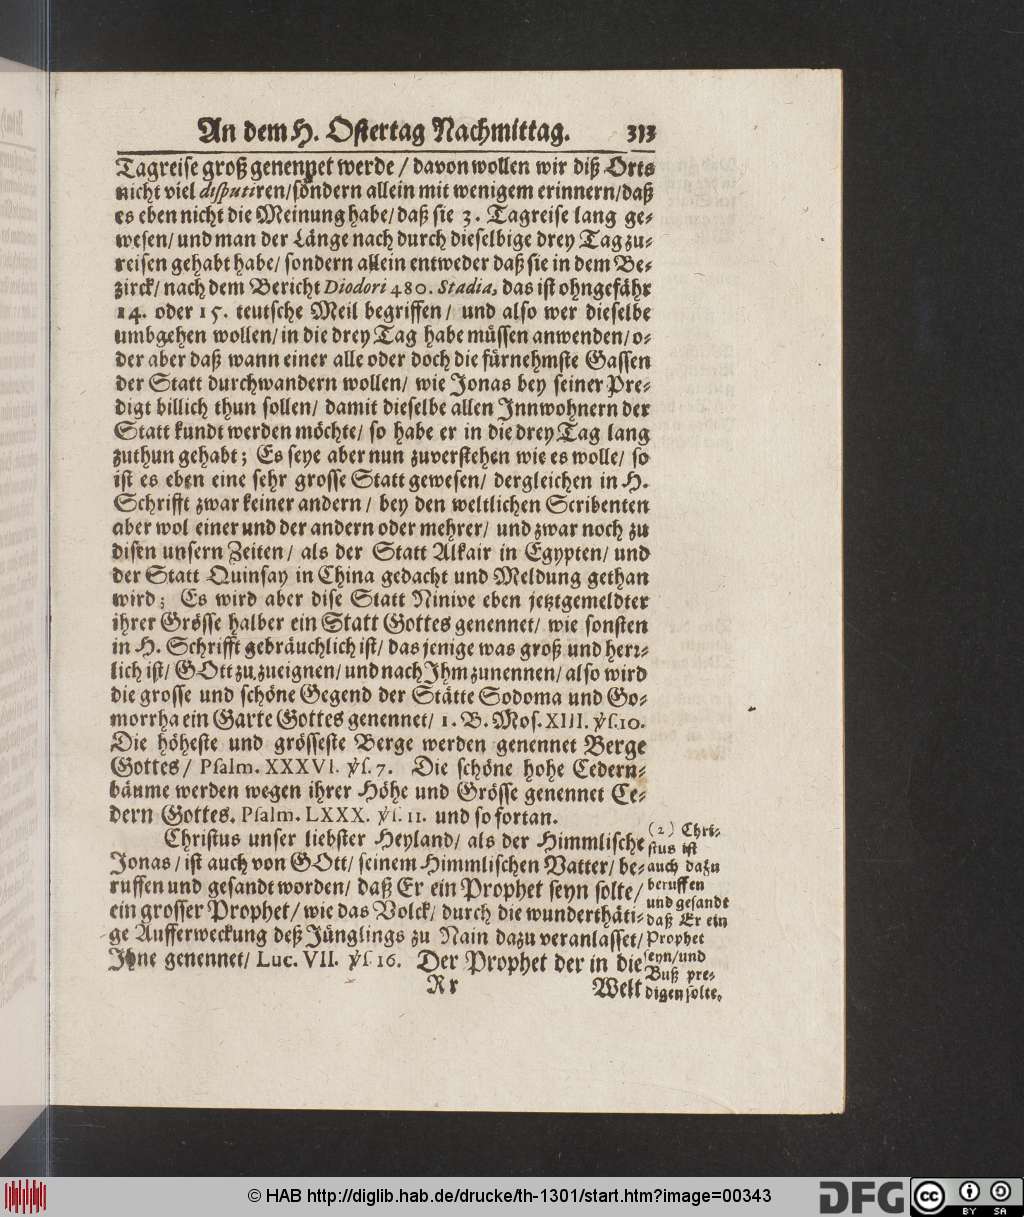 An dem H. Ostertag Nachmittag. 313
Tagreise groß genennet werde / davon wollen wir diß Orts
nicht viel disputiren/ sondern allein mit wenigem erinnern/ daß
es eben nicht die Meinung habe/ daß sie 3. Tagreise lang ge-
wesen/ und man der Länge nach durch dieselbige drey Tag zu-
reisen gehabt habe/ sondern allein entweder daß sie in dem Be-
zirck/ nach dem Bericht Diodori 480. Stadia, das ist ohngefähr
14. oder 15. teutsche Meil begriffen/ und also wer dieselbe
umbgehen wollen/ in die drey Tag habe müssen anwenden/ o-
der aber daß wann einer alle oder doch die fürnehmste Gassen
der Statt durchwandern wollen/ wie Jonas bey seiner Pre-
digt billich thun sollen/ damit dieselbe allen Innwohnern der
Statt kundt werden möchte/ so habe er in die drey Tag lang
zuthun gehabt; Es seye aber nun zuverstehen wie es wolle/ so
ist es eben eine sehr grosse Statt gewesen/ dergleichen in H.
Schrifft zwar keiner andern / bey den weltlichen Scribenten
aber wol einer und der andern oder mehrer/ und zwar noch zu
disen unsern Zeiten/ als der Statt Alkair in Egypten/ und
der Statt Quinsay in China gedacht und Meldung gethan
wird; Es wird aber dise Statt Ninive eben jetztgemeldter
ihrer Grösse halber ein Statt Gottes genennet/ wie sonsten
in H. Schrifft gebräuchlich ist/ das jenige was groß und herr-
lich ist/ GOtt zu zueignen/ und nach Ihm zunennen/ also wird
die grosse und schöne Gegend der Stätte Sodoma und Go-
morrha ein Garte Gottes genennet/ 1. B. Mos. XIII. vs. 10.
Die höheste und grösseste Berge werden genennet Berge
Gottes/ Psalm. XXXVI. vs. 7. Die schöne hohe Cedern-
bäume werden wegen ihrer Höhe und Grösse genennet Ce-
dern Gottes. Psalm. LXXX. vs. 11. und so fortan.
Christus unser liebster Heyland/ als der Himmlische
Jonas/ ist auch von GOtt/ seinem Himmlischen Vatter/ be-
ruffen und gesandt worden/ daß Er ein Prophet seyn solte/
ein grosser Prophet/ wie das Volck/ durch die wunderthäti-
ge Aufferweckung deß Jünglings zu Nain dazu veranlasset/
Ihne genennet/ Luc. VII. vs. 16. Der Prophet der in die
(2) Chri-
stus ist
auch dazu
beruffen
und gesandt
daß Er ein
Prophet
seyn/ und
Buß pre-
digen solte.
Rr Welt
© HAB http://diglib.hab.de/drucke/th-1301/start.htm?image=00343
DFG
cc BY SA